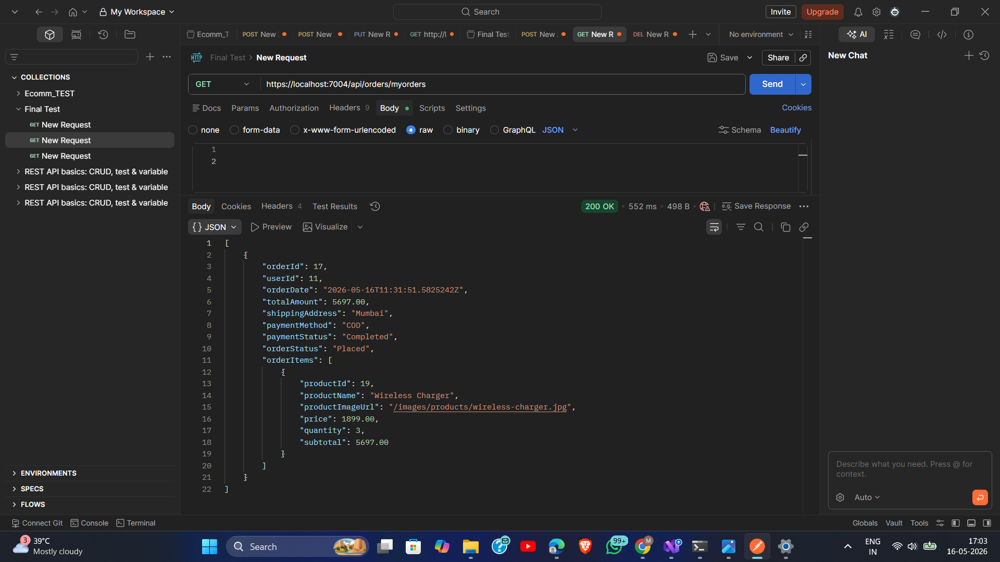 My Workspace
Search
Invite
Upgrade
Ecomm_T
POST New
POST New
PUT New R
GET http://l
Final Test
POST New
GET New R
DEL New R
No environment
AI
HTTP
Final Test > New Request
Save
Share
New Chat
COLLECTIONS
Ecomm_TEST
Final Test
GET New Request
GET New Request
GET New Request
REST API basics: CRUD, test & variable
REST API basics: CRUD, test & variable
REST API basics: CRUD, test & variable
GET
https://localhost:7004/api/orders/myorders
Send
Docs
Params
Authorization
Headers 9
Body
Scripts
Settings
Cookies
none
form-data
x-www-form-urlencoded
raw
binary
GraphQL
JSON
Schema
Beautify
1
2
Body
Cookies
Headers 4
Test Results
200 OK
552 ms
498 B
e.g. Save Response
{} JSON
Preview
Visualize
1 [
2 {
3 "orderId": 17,
4 "userId": 11,
5 "orderDate": "2026-05-16T11:31:51.5825242Z",
6 "totalAmount": 5697.00,
7 "shippingAddress": "Mumbai",
8 "paymentMethod": "COD",
9 "paymentStatus": "Completed",
10 "orderStatus": "Placed",
11 "orderItems": [
12 {
13 "productId": 19,
14 "productName": "Wireless Charger",
15 "productImageUrl": "/images/products/wireless-charger.jpg",
16 "price": 1899.00,
17 "quantity": 3,
18 "subtotal": 5697.00
19 }
20 ]
21 }
22 ]
Describe what you need. Press @ for
context.
Auto
ENVIRONMENTS
SPECS
FLOWS
Connect Git
Console
Terminal
Globals
Vault
Tools
3
39°C
Mostly cloudy
Search
99+
M
ENG
IN
17:03
16-05-2026